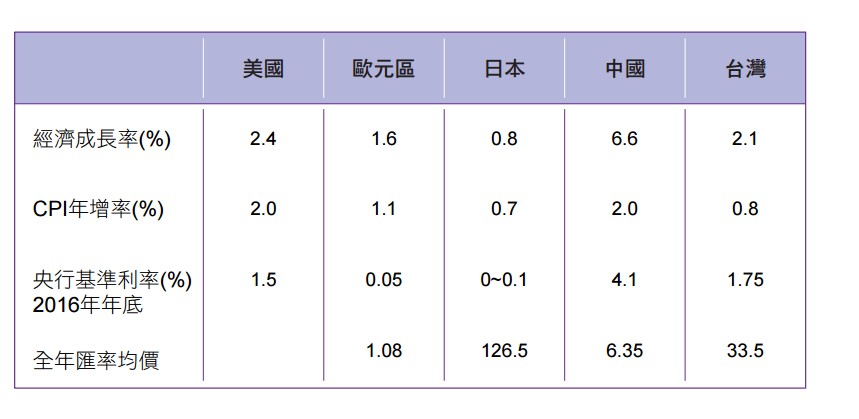 美國 歐元區 日本 中國 台灣
經濟成長率(%) 2.4 1.6 0.8 6.6 2.1
CPI年增率(%) 2.0 1.1 0.7 2.0 0.8
央行基準利率(%) 1.5 0.05 0~0.1 4.1 1.75
2016年年底
全年匯率均價 1.08 126.5 6.35 33.5